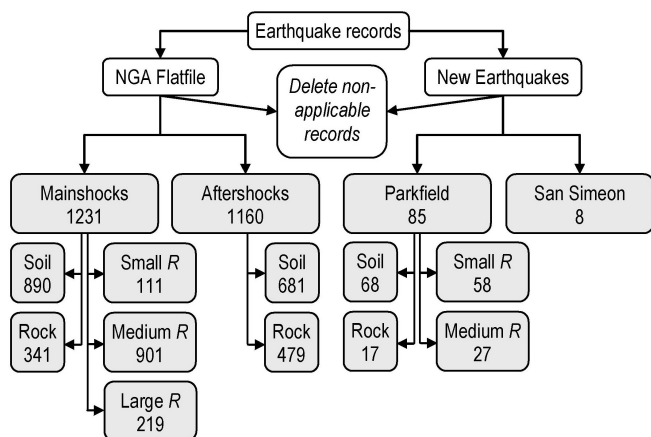 Earthquake records
NGA Flatfile
New Earthquakes
Delete non-
applicable
records
Mainshocks
1231
Aftershocks
1160
Parkfield
85
San Simeon
8
Soil
890
Small R
111
Soil
681
Soil
68
Small R
58
Rock
341
Medium R
901
Rock
479
Rock
17
Medium R
27
Large R
219